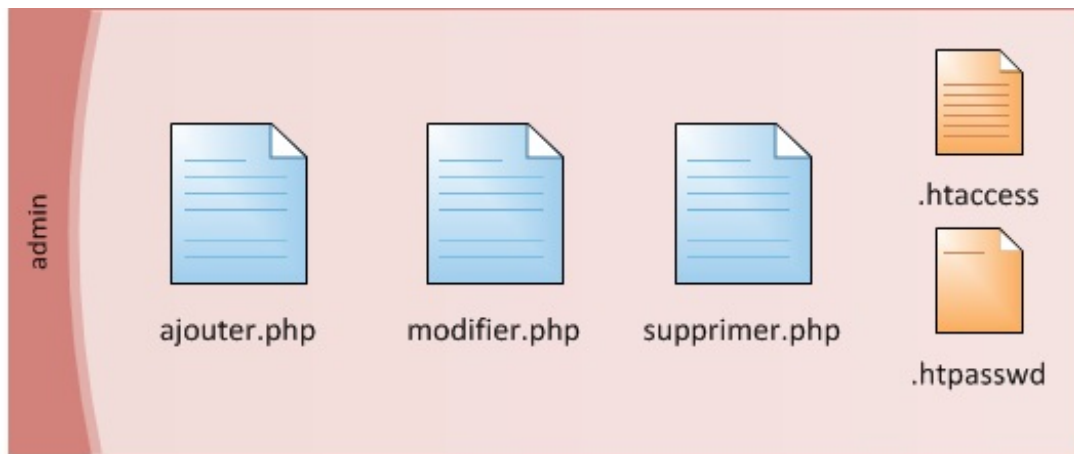 admin
ajouter.php
modifier.php
supprimer.php
.htaccess
.htpasswd